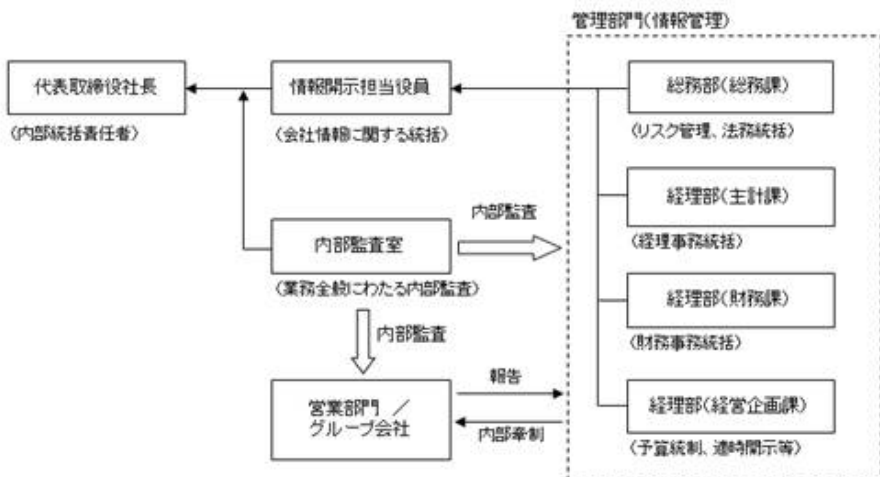 管理部門(情報管理)
代表取締役社長
(内部統括責任者)
情報開示担当役員
(会社情報に関する統括)
総務部(総務課)
(リスク管理、法務統括)
経理部(主計課)
(経理事務統括)
内部監査
内部監査室
(業務全般にわたる内部監査)
経理部(財務課)
(財務事務統括)
内部監査
営業部門 /
グループ会社
報告
内部牽制
経理部(経営企画課)
(予算統制、適時開示等)